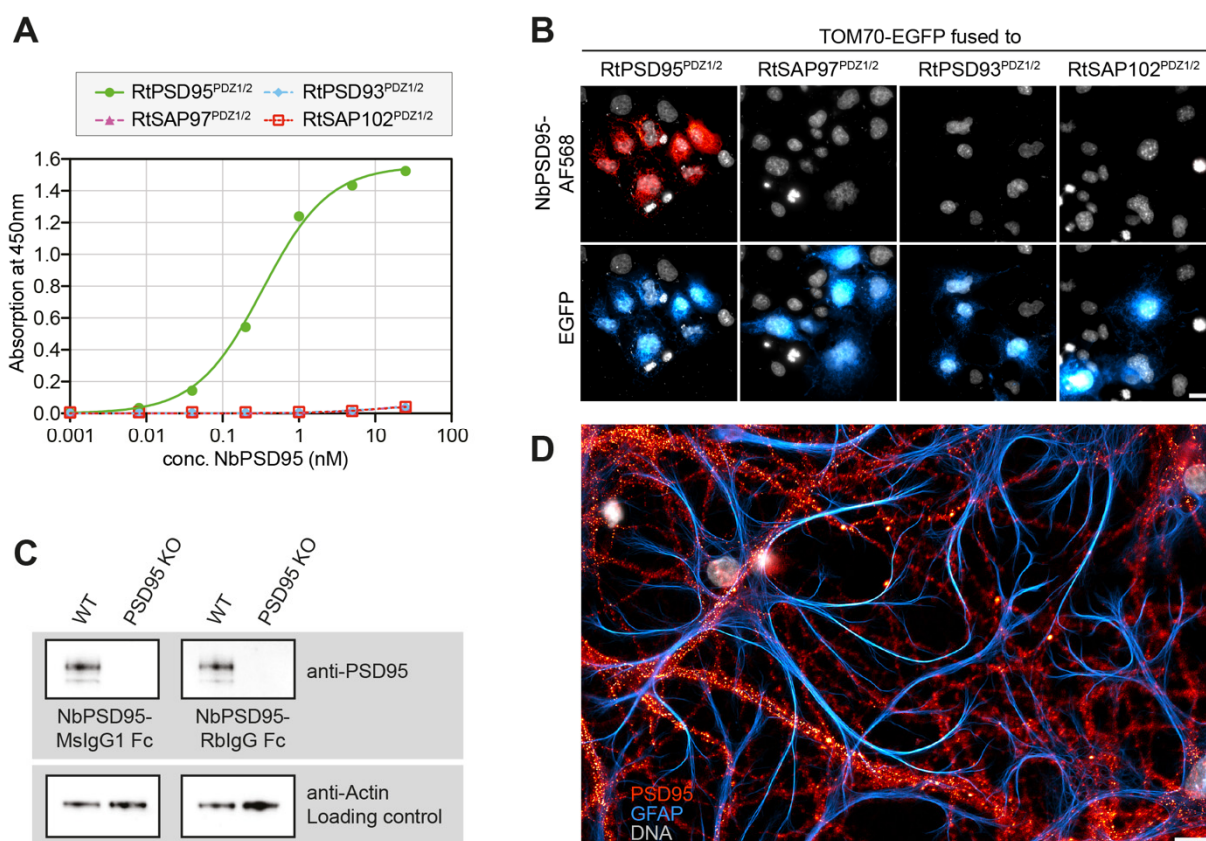 A
RtPSD95PDZ1/2
RtPSD93PDZ1/2
RtSAP97PDZ1/2
RtSAP102PDZ1/2
Absorption at 450nm
1.6
1.4
1.2
1.0
0.8
0.6
0.4
0.2
0.0
0.001 0.01 0.1 1 10 100
conc. NbPSD95 (nM)
B
TOM70-EGFP fused to
RtPSD95PDZ1/2 RtSAP97PDZ1/2 RtPSD93PDZ1/2 RtSAP102PDZ1/2
NbPSD95-
AF568
EGFP
C
WT
PSD95 KO
WT
PSD95 KO
anti-PSD95
NbPSD95-
MsIgG1 Fc
NbPSD95-
RbIgG Fc
anti-Actin
Loading control
D
PSD95
GFAP
DNA